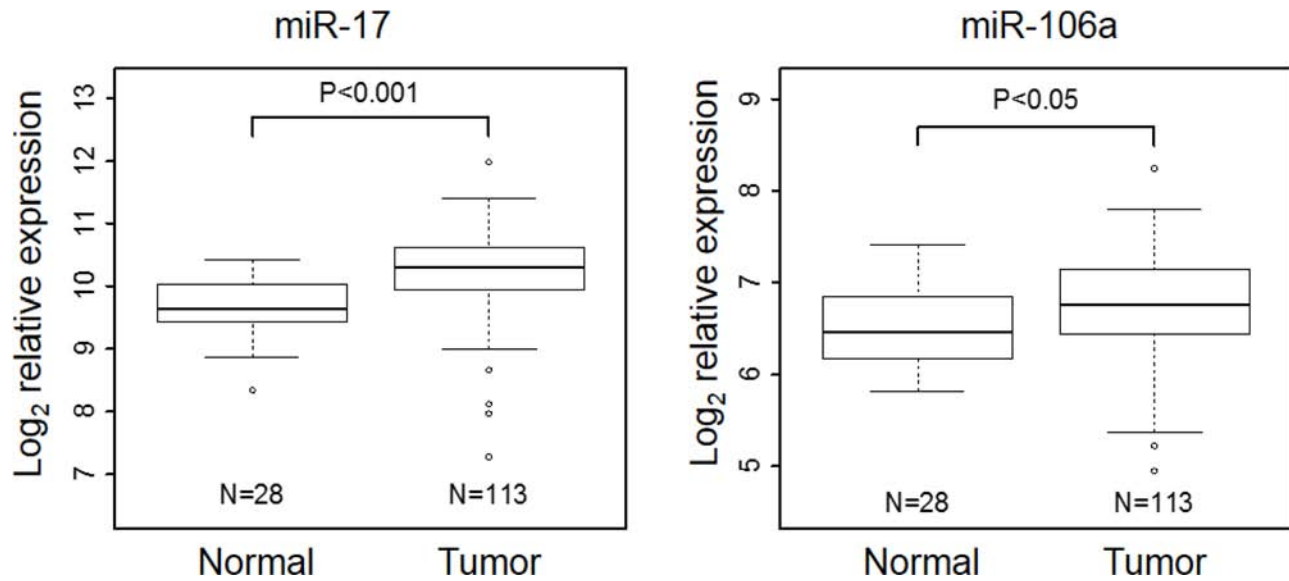 miR-17
P<0.001
Log₂ relative expression
13
12
11
10
9
8
7
N=28
N=113
Normal
Tumor
miR-106a
P<0.05
Log₂ relative expression
9
8
7
6
5
N=28
N=113
Normal
Tumor